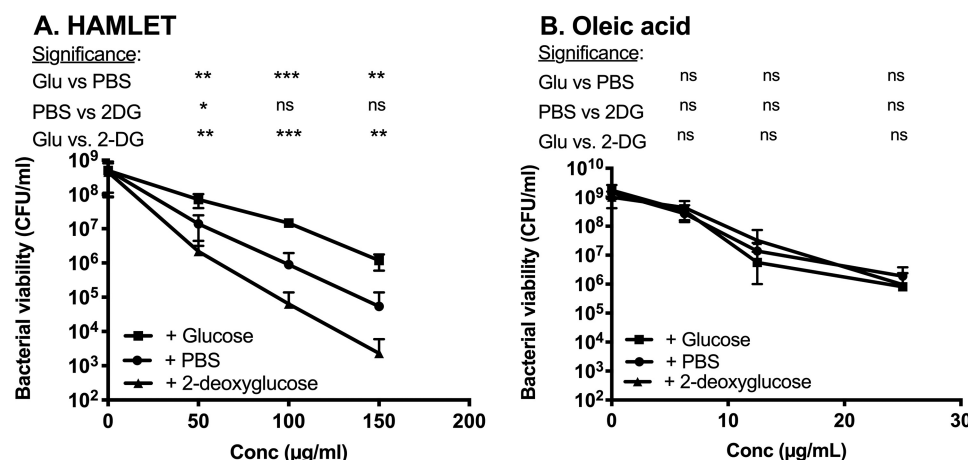 A. HAMLET
Significance:
Glu vs PBS ** *** **
PBS vs 2DG * ns ns
Glu vs. 2-DG ** *** **
Bacterial viability (CFU/ml)
10⁹
10⁸
10⁷
10⁶
10⁵
10⁴
10³
10²
+ Glucose
+ PBS
+ 2-deoxyglucose
0 50 100 150 200
Conc (µg/ml)
B. Oleic acid
Significance:
Glu vs PBS ns ns ns
PBS vs 2DG ns ns ns
Glu vs. 2-DG ns ns ns
Bacterial viability (CFU/ml)
10¹⁰
10⁹
10⁸
10⁷
10⁶
10⁵
10⁴
10³
10²
+ Glucose
+ PBS
+ 2-deoxyglucose
0 10 20 30
Conc (µg/mL)